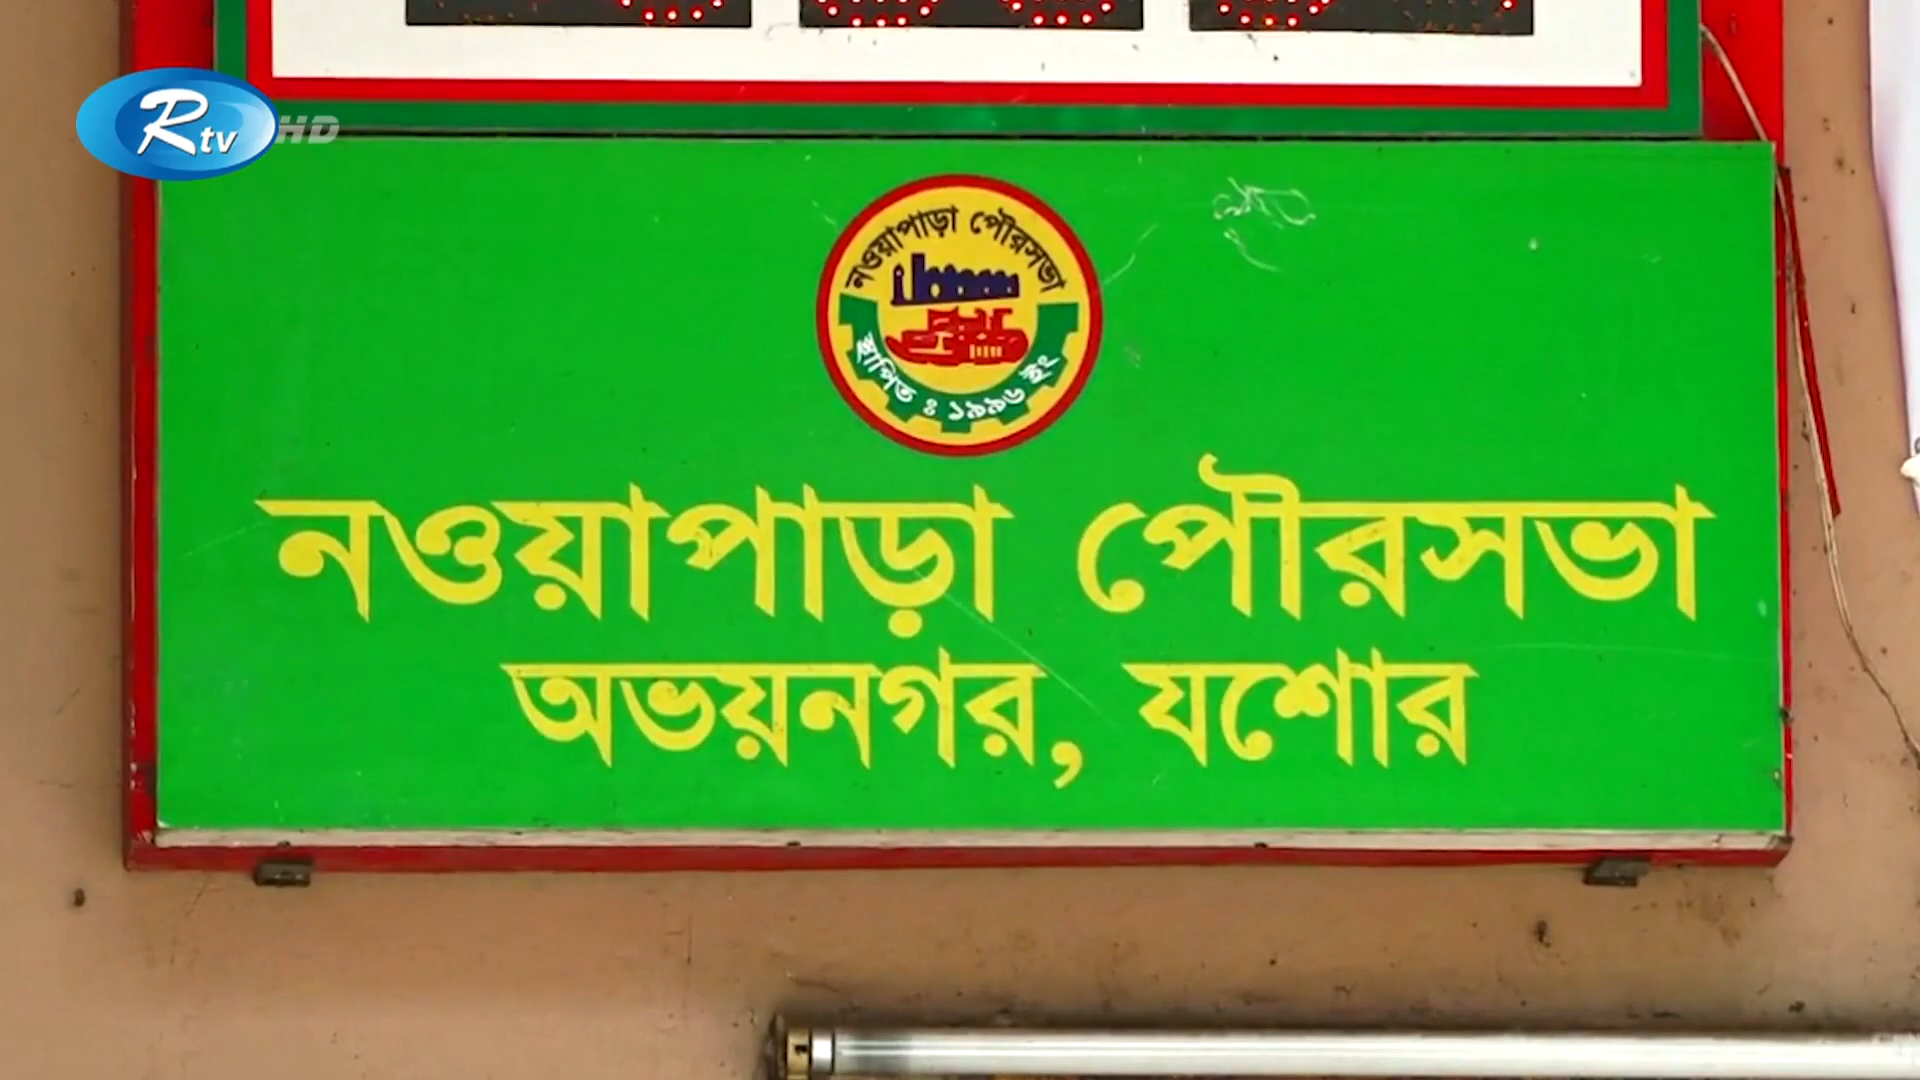 Rtv HD
নওয়াপাড়া পৌরসভা
স্থাপিত ঃ ১৯৯৬ ইং
নওয়াপাড়া পৌরসভা
অভয়নগর, যশোর